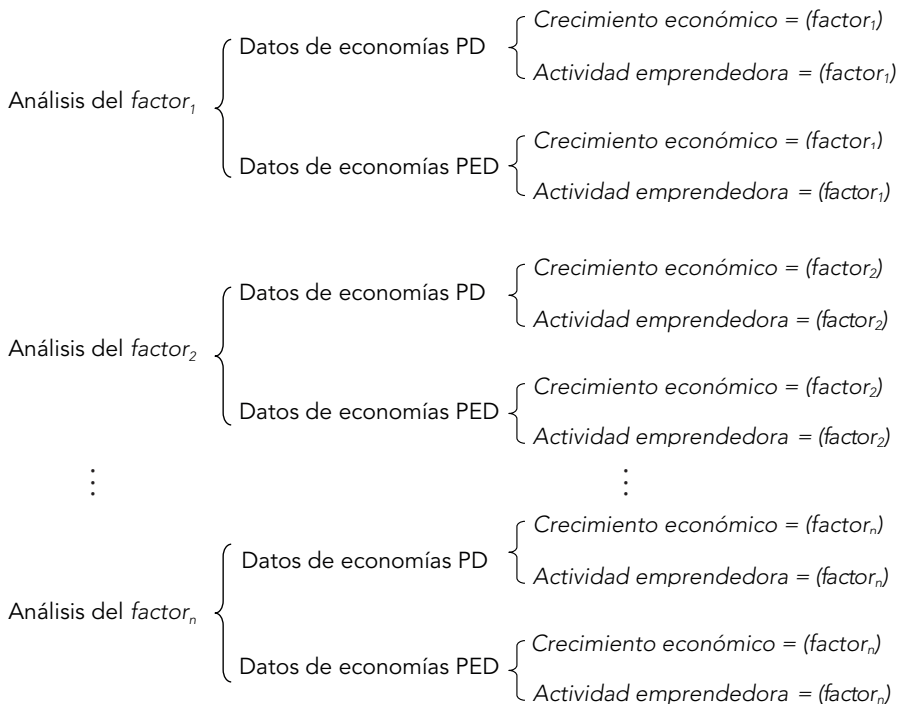 Crecimiento económico = (factor₁)
Datos de economías PD
Actividad emprendedora = (factor₁)
Análisis del factor₁
Crecimiento económico = (factor₁)
Datos de economías PED
Actividad emprendedora = (factor₁)
Crecimiento económico = (factor₂)
Datos de economías PD
Actividad emprendedora = (factor₂)
Análisis del factor₂
Crecimiento económico = (factor₂)
Datos de economías PED
Actividad emprendedora = (factor₂)
⋮ ⋮
Crecimiento económico = (factorₙ)
Datos de economías PD
Actividad emprendedora = (factorₙ)
Análisis del factorₙ
Crecimiento económico = (factorₙ)
Datos de economías PED
Actividad emprendedora = (factorₙ)